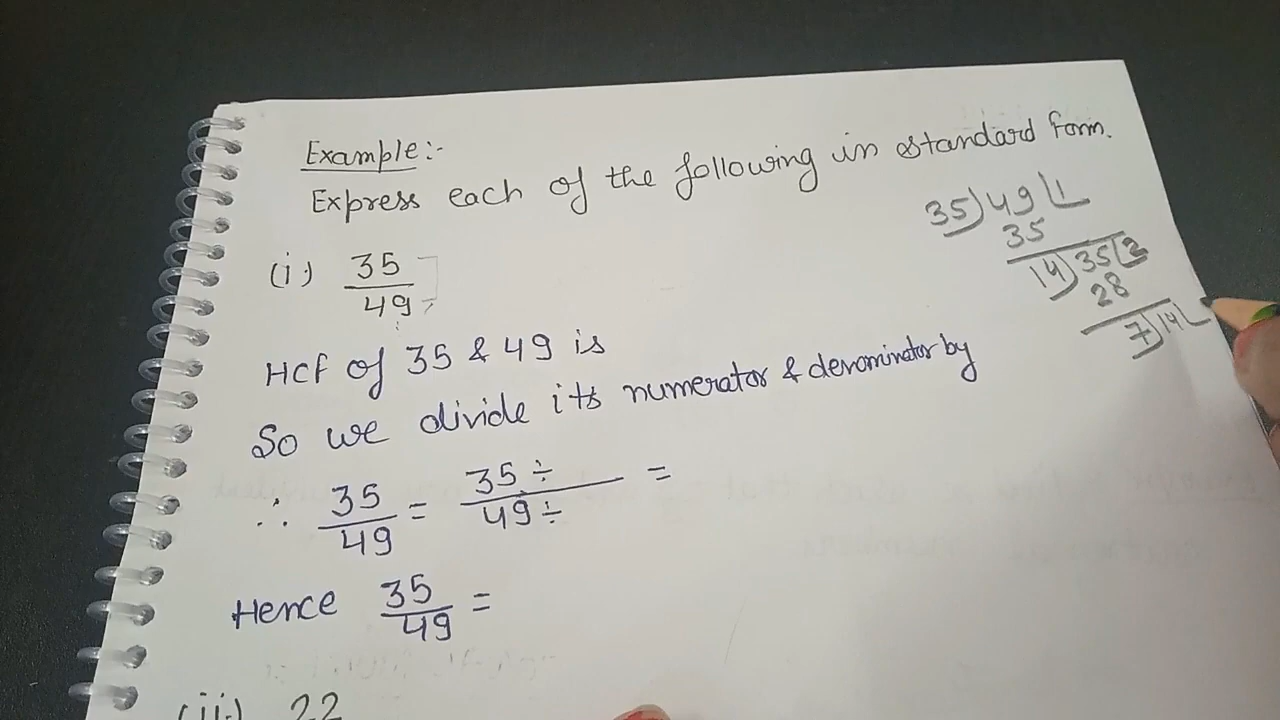 Example:-
Express each of the following in standard form.
(i) 35/49
HCF of 35 & 49 is
So we divide its numerator & denominator by
∴ 35/49 = 35÷/49÷ =
Hence 35/49 =
(ii) 22
35) 49 (1
35
14) 35 (2
28
7) 14 (